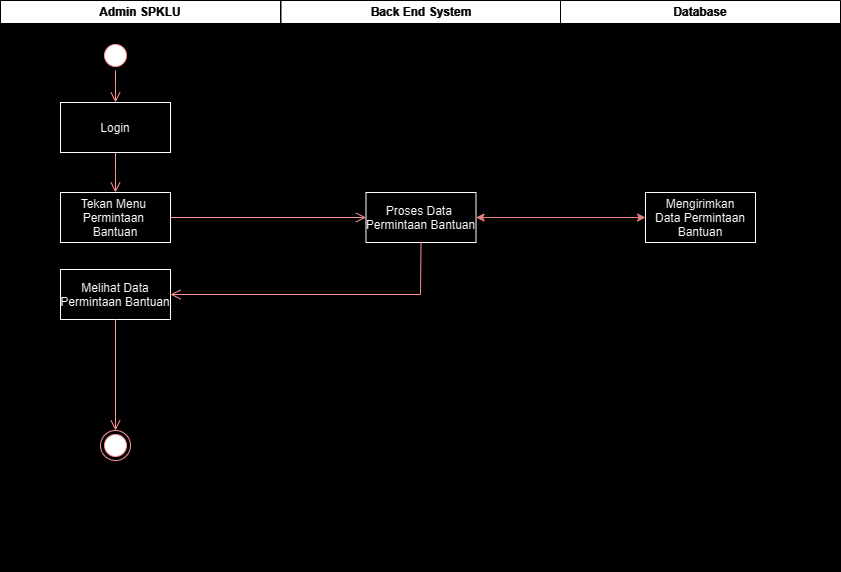 Admin SPKLU
Back End System
Database
Login
Tekan Menu
Permintaan
Bantuan
Proses Data
Permintaan Bantuan
Mengirimkan
Data Permintaan
Bantuan
Melihat Data
Permintaan Bantuan